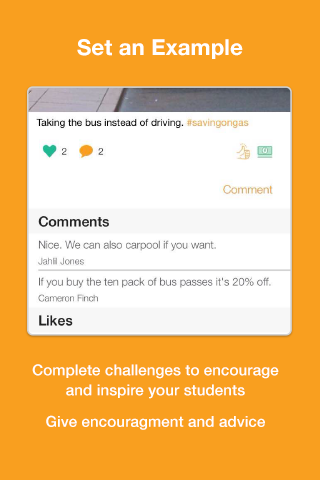 Set an Example
Taking the bus instead of driving. #savingongas
2 2
Comment
Comments
Nice. We can also carpool if you want.
Jahlil Jones
If you buy the ten pack of bus passes it's 20% off.
Cameron Finch
Likes
Complete challenges to encourage
and inspire your students
Give encouragment and advice